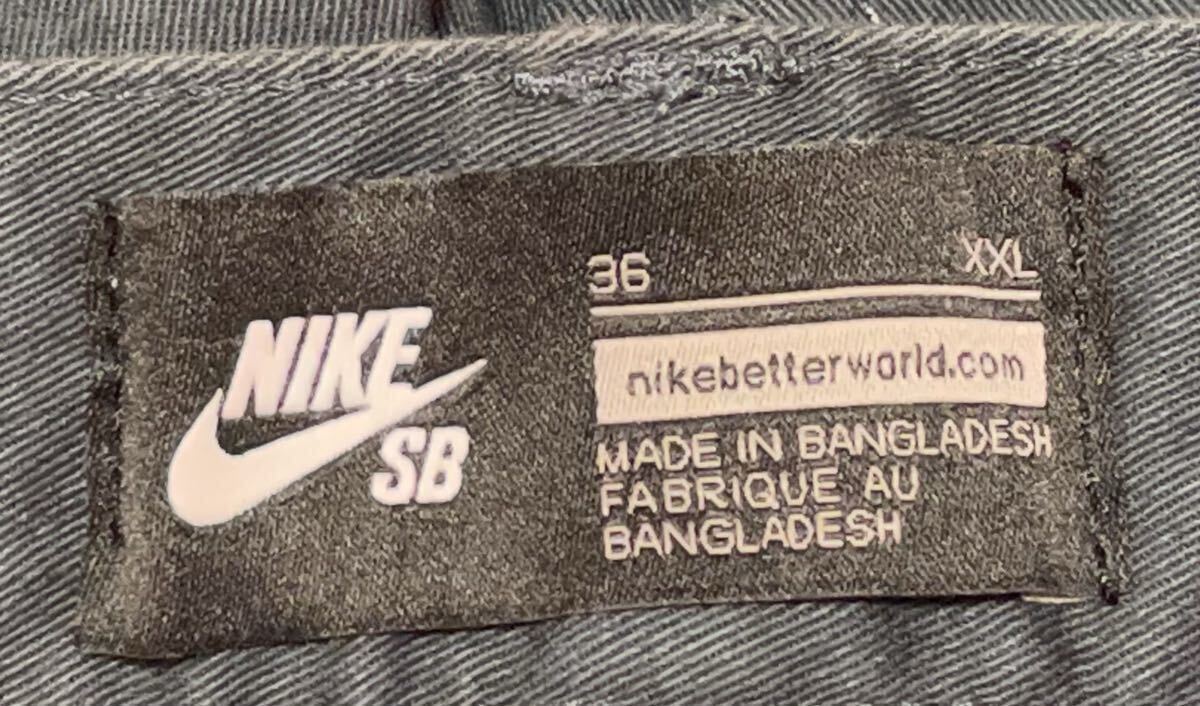 NIKE
SB
36 XXL
nikebetterworld.com
MADE IN BANGLADESH
FABRIQUE AU
BANGLADESH